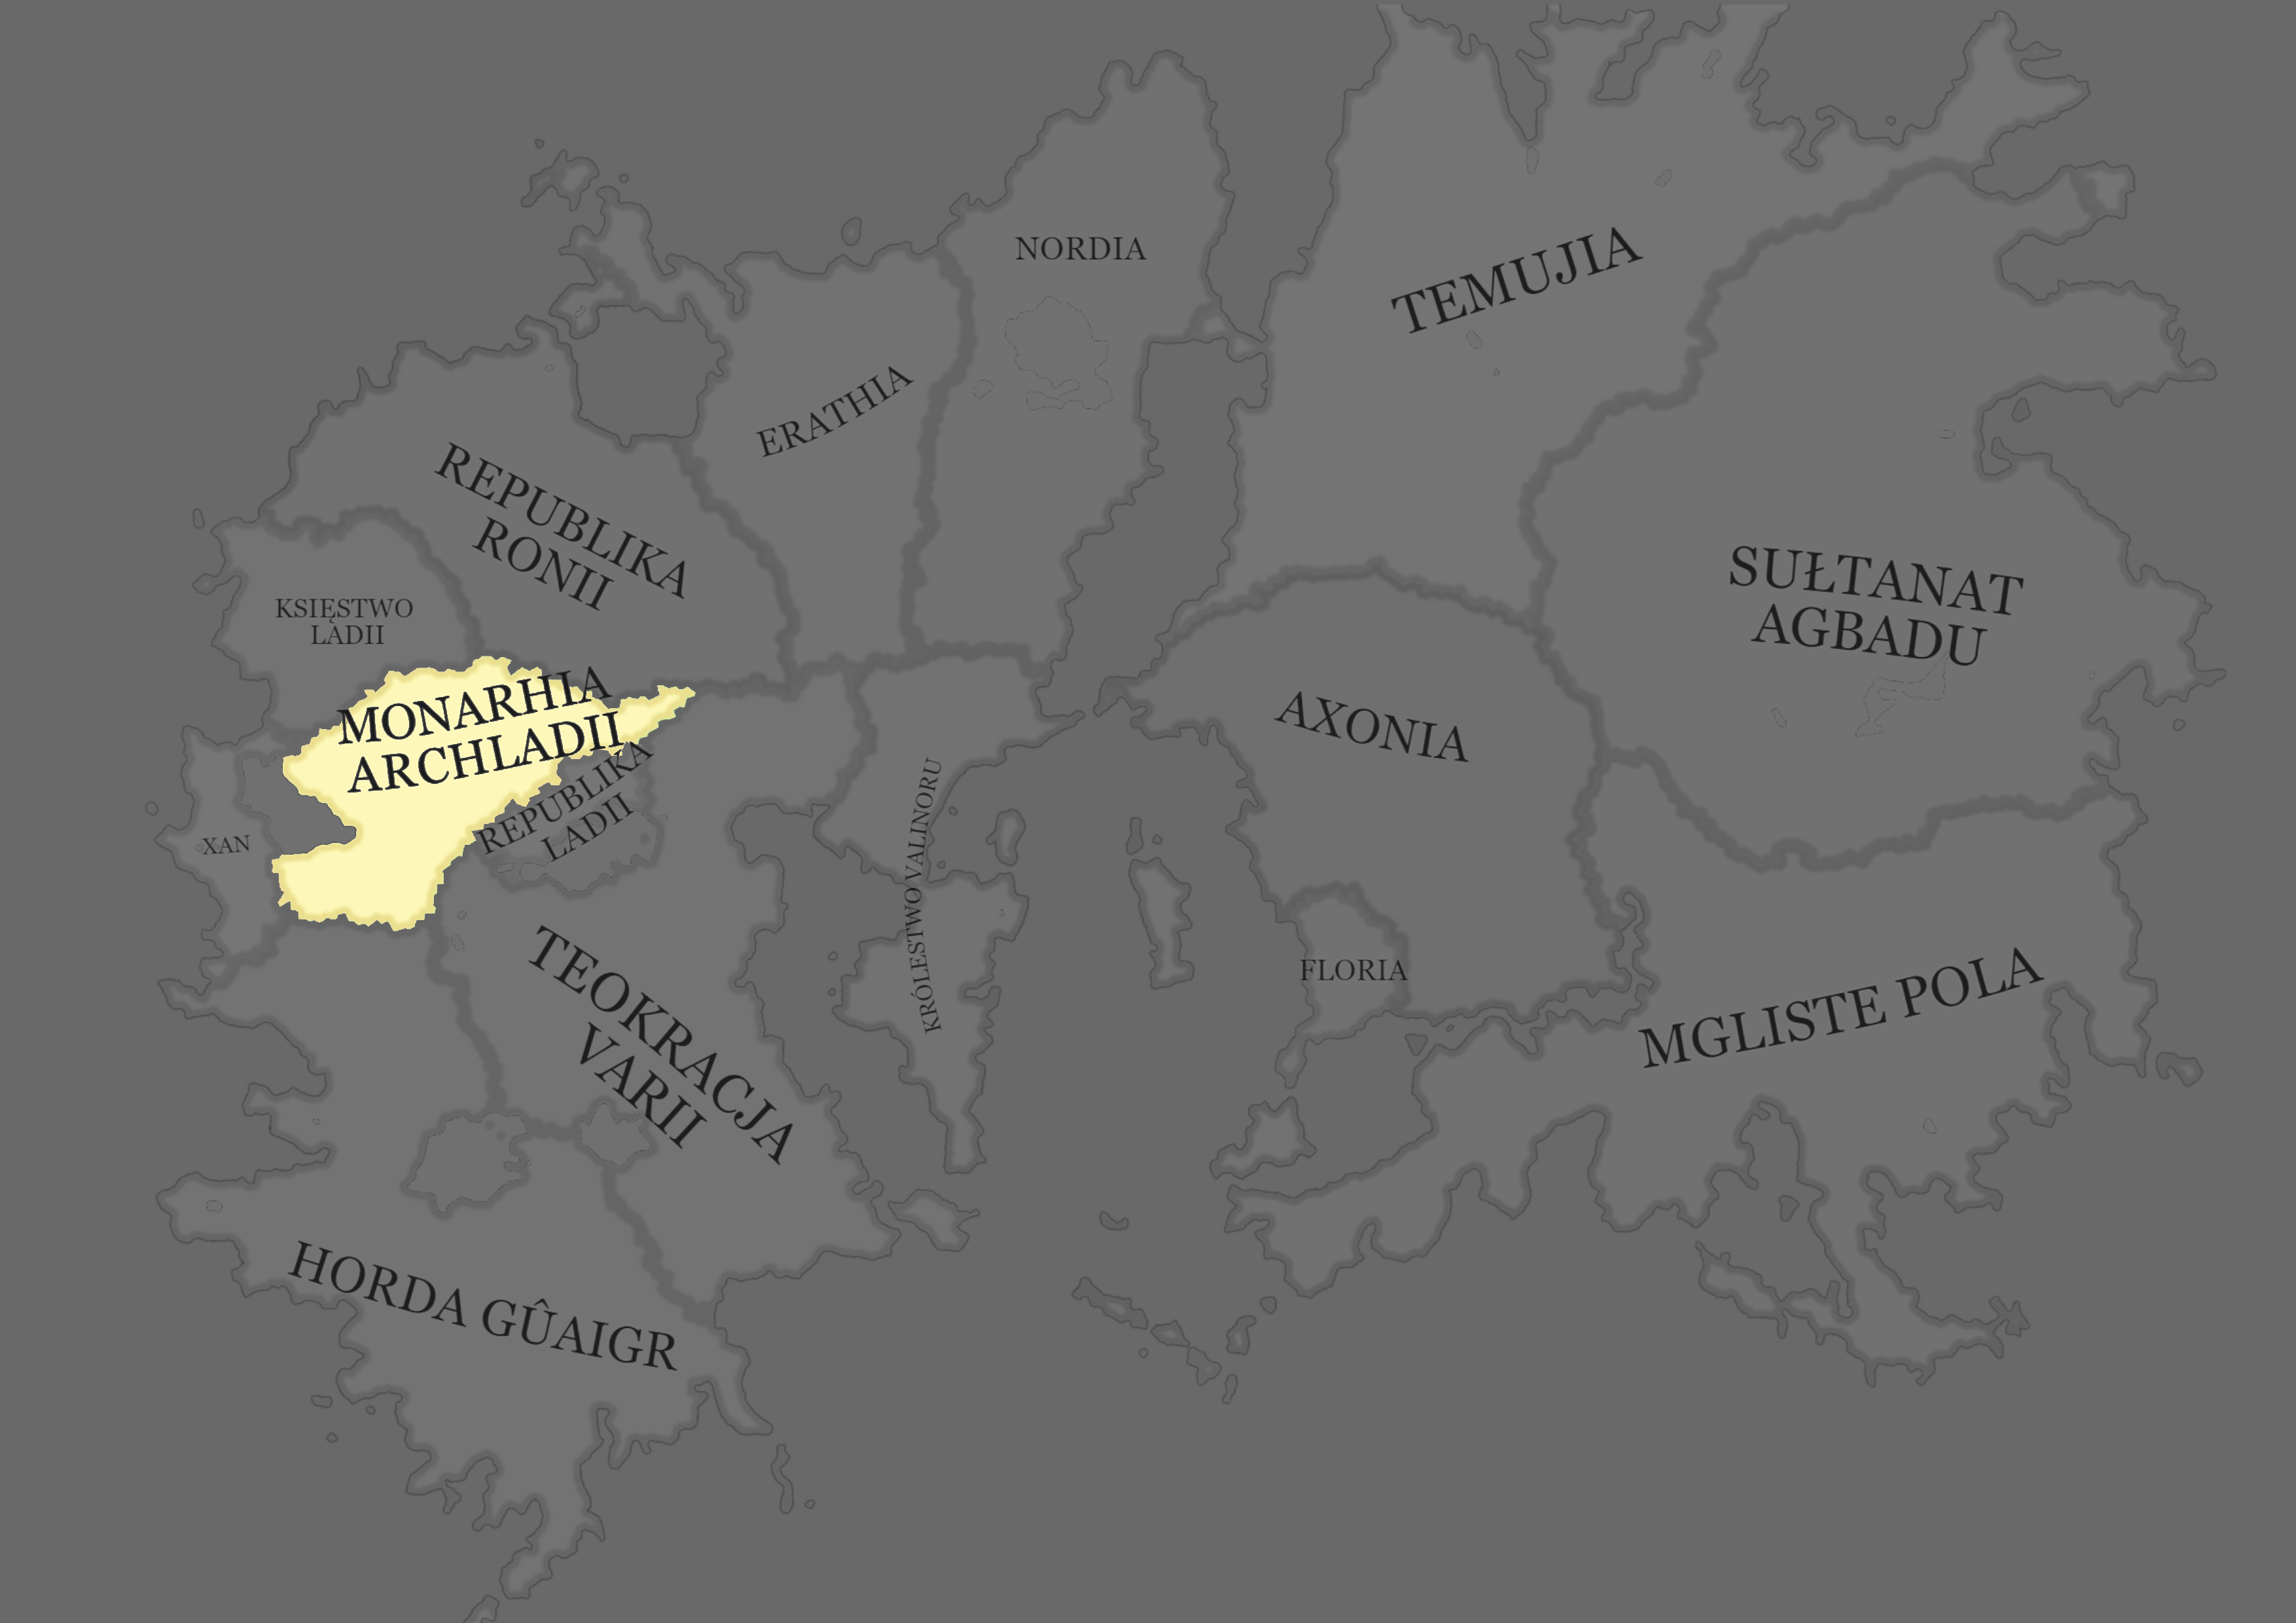 NORDIA
TEMUJIA
ERATHIA
REPUBLIKA
RONII
KSIĘSTWO
LADII
SUŁTANAT
AGBADU
MONARHIA
ARCHLADII
AXONIA
REPUBLIKA
LADII
XAN
KRÓLESTWO VALINORU
FLORIA
TEOKRACJA
VARII
MGLISTE POLA
HORDA GÛAIGR